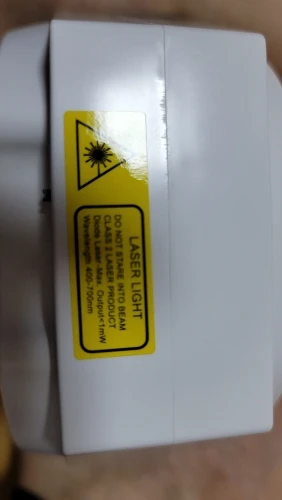 LASER LIGHT
DO NOT STARE INTO BEAM
CLASS 2 LASER PRODUCT
Diode Laser Max. Output<1mW
Wavelength 400-700nm